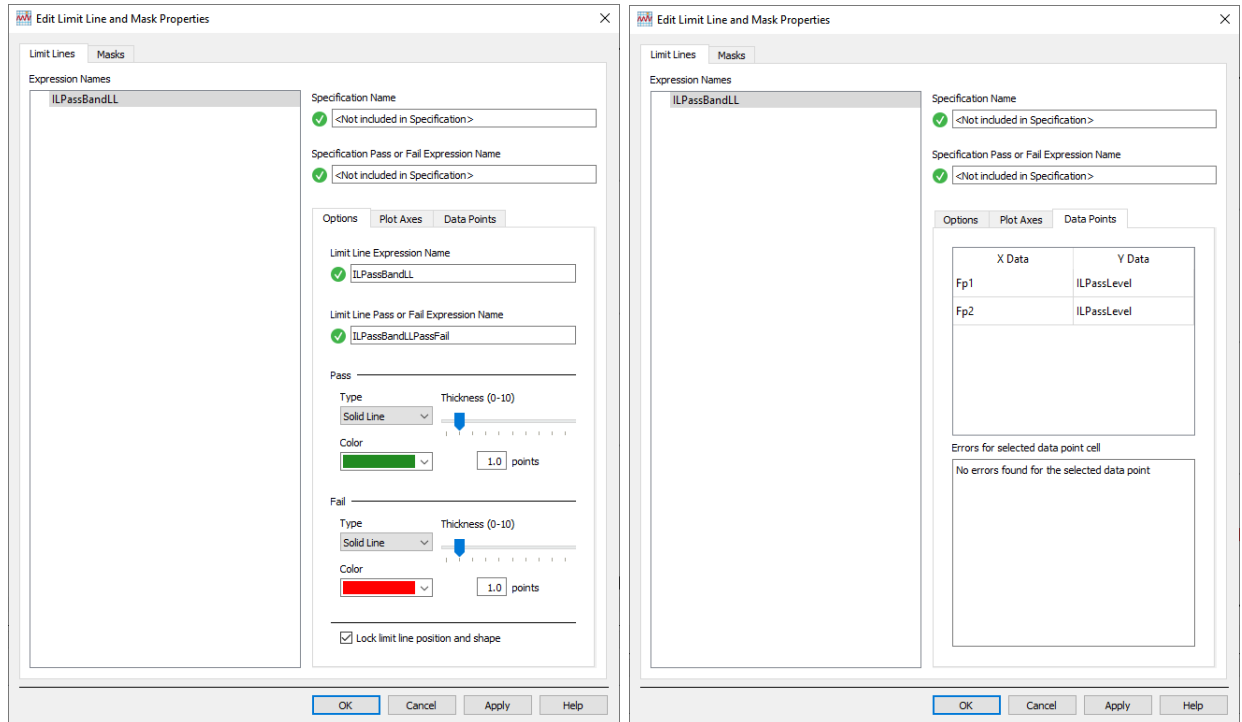 Edit Limit Line and Mask Properties
Limit Lines Masks
Expression Names
ILPassBandLL
Specification Name
<Not included in Specification>
Specification Pass or Fail Expression Name
<Not included in Specification>
Options Plot Axes Data Points
Limit Line Expression Name
ILPassBandLL
Limit Line Pass or Fail Expression Name
ILPassBandLLPassFail
Pass
Type Thickness (0-10)
Solid Line
Color
1.0 points
Fail
Type Thickness (0-10)
Solid Line
Color
1.0 points
Lock limit line position and shape
OK Cancel Apply Help
Edit Limit Line and Mask Properties
Limit Lines Masks
Expression Names
ILPassBandLL
Specification Name
<Not included in Specification>
Specification Pass or Fail Expression Name
<Not included in Specification>
Options Plot Axes Data Points
X Data Y Data
Fp1 ILPassLevel
Fp2 ILPassLevel
Errors for selected data point cell
No errors found for the selected data point
OK Cancel Apply Help